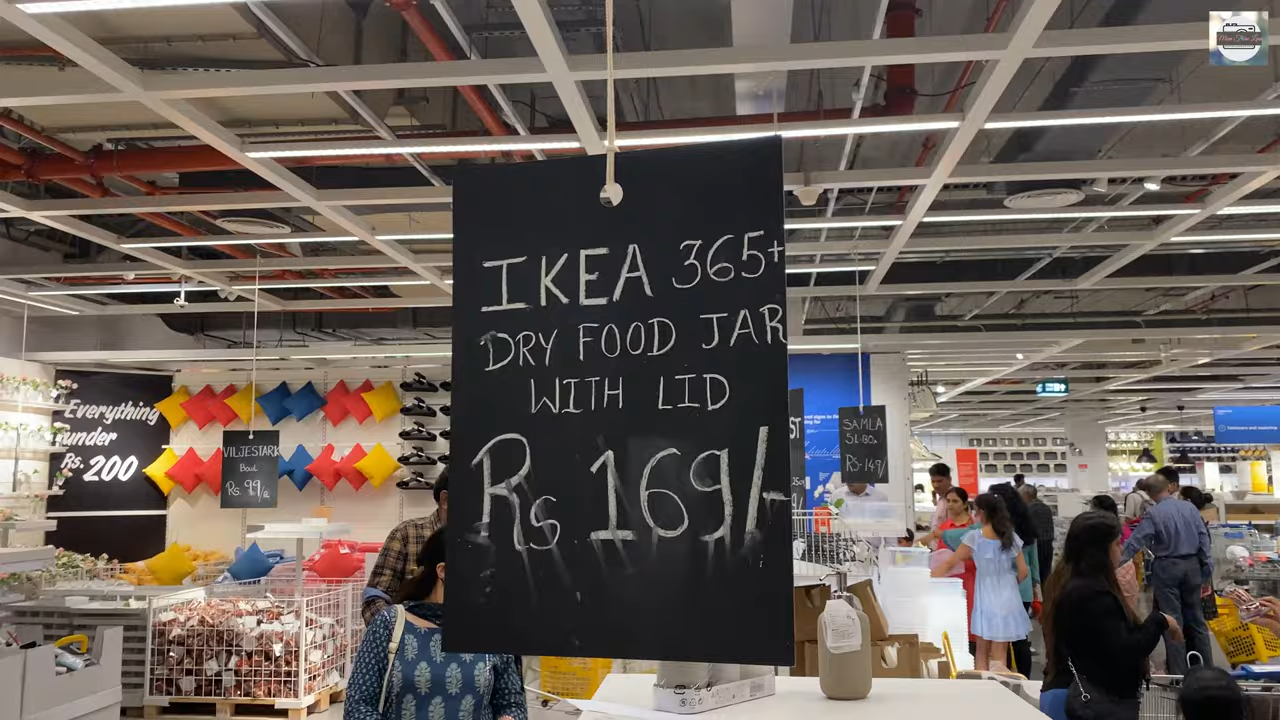 IKEA 365+
DRY FOOD JAR
WITH LID
Rs 169/-
Everything
under
Rs. 200
VILJESTARK
Bowl
Rs. 99/-
SAMLA
Rs-149/